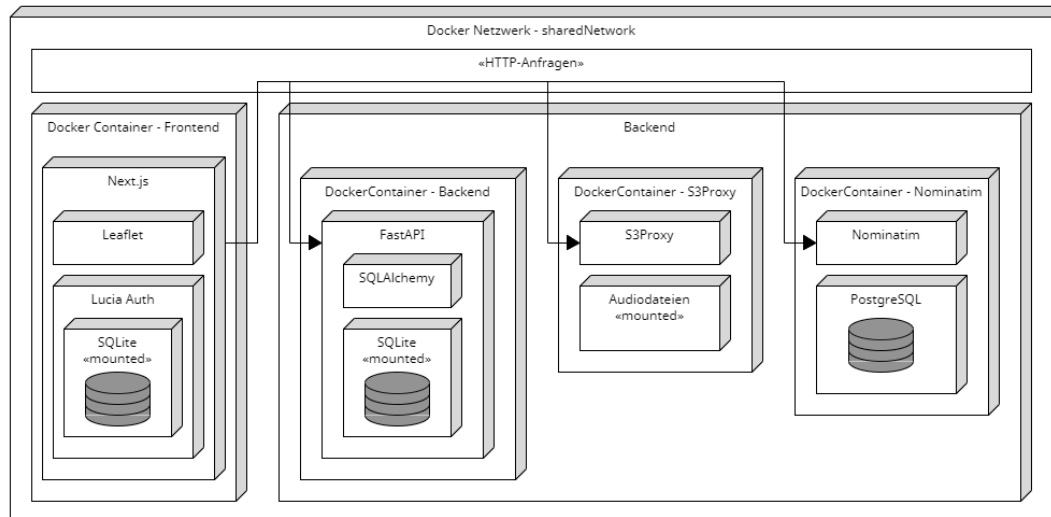 Docker Netzwerk - sharedNetwork
«HTTP-Anfragen»
Docker Container - Frontend
Next.js
Leaflet
Lucia Auth
SQLite
«mounted»
Backend
DockerContainer - Backend
FastAPI
SQLAlchemy
SQLite
«mounted»
DockerContainer - S3Proxy
S3Proxy
Audiodateien
«mounted»
DockerContainer - Nominatim
Nominatim
PostgreSQL